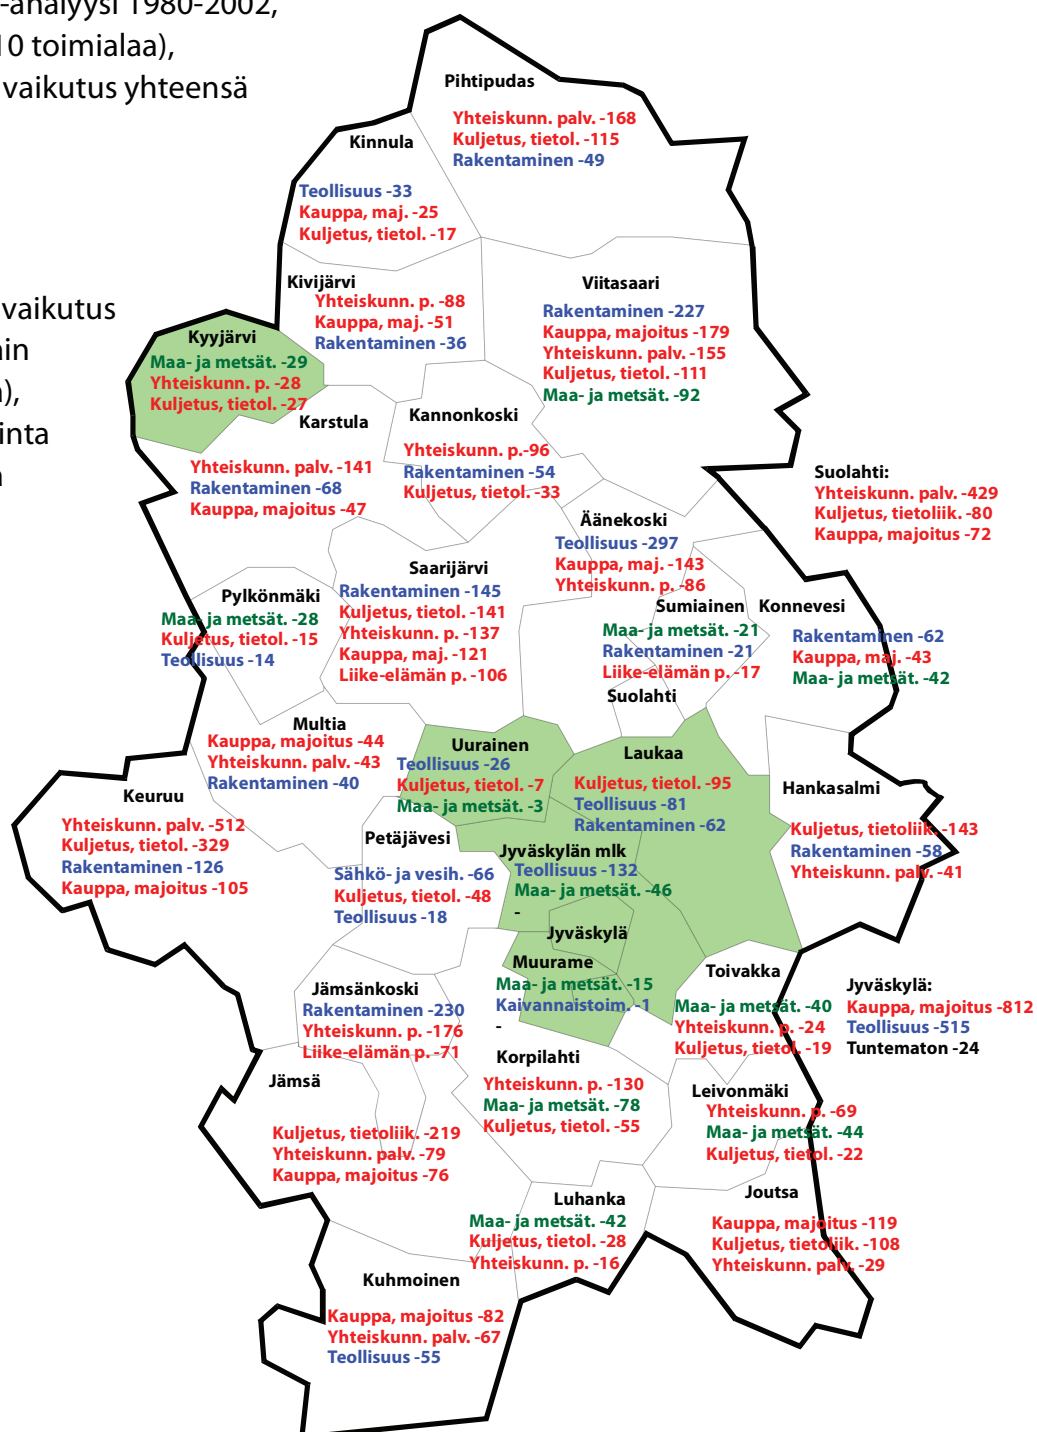 -analyysi 1980-2002,
10 toimialaa),
vaikutus yhteensä
vaikutus
nin
),
inta
Pihtipudas
Yhteiskunn. palv. -168
Kuljetus, tietol. -115
Rakentaminen -49
Kinnula
Teollisuus -33
Kauppa, maj. -25
Kuljetus, tietol. -17
Kivijärvi
Yhteiskunn. p. -88
Kauppa, maj. -51
Rakentaminen -36
Viitasaari
Rakentaminen -227
Kauppa, majoitus -179
Yhteiskunn. palv. -155
Kuljetus, tietol. -111
Maa- ja metsät. -92
Kyyjärvi
Maa- ja metsät. -29
Yhteiskunn. p. -28
Kuljetus, tietol. -27
Karstula
Yhteiskunn. palv. -141
Rakentaminen -68
Kauppa, majoitus -47
Kannonkoski
Yhteiskunn. p.-96
Rakentaminen -54
Kuljetus, tietol. -33
Suolahti:
Yhteiskunn. palv. -429
Kuljetus, tietoliik. -80
Kauppa, majoitus -72
Äänekoski
Teollisuus -297
Kauppa, maj. -143
Yhteiskunn. p. -86
Saarijärvi
Rakentaminen -145
Kuljetus, tietol. -141
Yhteiskunn. p. -137
Kauppa, maj. -121
Liike-elämän p. -106
Pylkönmäki
Maa- ja metsät. -28
Kuljetus, tietol. -15
Teollisuus -14
Sumiainen
Maa- ja metsät. -21
Rakentaminen -21
Liike-elämän p. -17
Suolahti
Konnevesi
Rakentaminen -62
Kauppa, maj. -43
Maa- ja metsät. -42
Multia
Kauppa, majoitus -44
Yhteiskunn. palv. -43
Rakentaminen -40
Uurainen
Teollisuus -26
Kuljetus, tietol. -7
Maa- ja metsät. -3
Laukaa
Kuljetus, tietol. -95
Teollisuus -81
Rakentaminen -62
Hankasalmi
Kuljetus, tietoliik. -143
Rakentaminen -58
Yhteiskunn. palv. -41
Keuruu
Yhteiskunn. palv. -512
Kuljetus, tietol. -329
Rakentaminen -126
Kauppa, majoitus -105
Petäjävesi
Sähkö- ja vesih. -66
Kuljetus, tietol. -48
Teollisuus -18
Jyväskylän mlk
Teollisuus -132
Maa- ja metsät. -46
-
Jyväskylä
Muurame
Maa- ja metsät. -15
Kaivannaistoim. -1
-
Toivakka
Maa- ja metsät. -40
Yhteiskunn. p. -24
Kuljetus, tietol. -19
Jyväskylä:
Kauppa, majoitus -812
Teollisuus -515
Tuntematon -24
Jämsänkoski
Rakentaminen -230
Yhteiskunn. p. -176
Liike-elämän p. -71
Korpilahti
Yhteiskunn. p. -130
Maa- ja metsät. -78
Kuljetus, tietol. -55
Jämsä
Kuljetus, tietoliik. -219
Yhteiskunn. palv. -79
Kauppa, majoitus -76
Leivonmäki
Yhteiskunn. p. -69
Maa- ja metsät. -44
Kuljetus, tietol. -22
Joutsa
Kauppa, majoitus -119
Kuljetus, tietoliik. -108
Yhteiskunn. palv. -29
Luhanka
Maa- ja metsät. -42
Kuljetus, tietol. -28
Yhteiskunn. p. -16
Kuhmoinen
Kauppa, majoitus -82
Yhteiskunn. palv. -67
Teollisuus -55